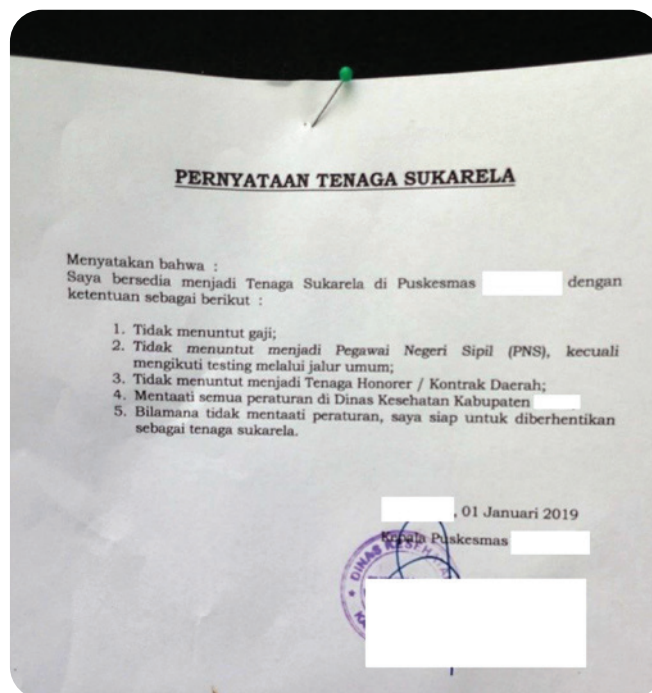 PERNYATAAN TENAGA SUKARELA
Menyatakan bahwa :
Saya bersedia menjadi Tenaga Sukarela di Puskesmas dengan
ketentuan sebagai berikut :
1. Tidak menuntut gaji;
2. Tidak menuntut menjadi Pegawai Negeri Sipil (PNS), kecuali
mengikuti testing melalui jalur umum;
3. Tidak menuntut menjadi Tenaga Honorer / Kontrak Daerah;
4. Mentaati semua peraturan di Dinas Kesehatan Kabupaten
5. Bilamana tidak mentaati peraturan, saya siap untuk diberhentikan
sebagai tenaga sukarela.
, 01 Januari 2019
Kepala Puskesmas
DINAS